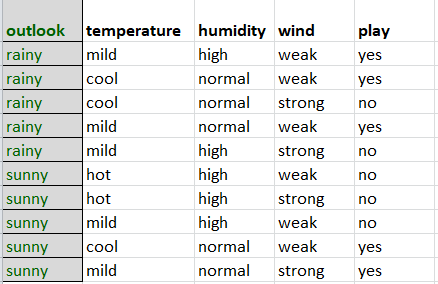 outlook temperature humidity wind play
rainy mild high weak yes
rainy cool normal weak yes
rainy cool normal strong no
rainy mild normal weak yes
rainy mild high strong no
sunny hot high weak no
sunny hot high strong no
sunny mild high weak no
sunny cool normal weak yes
sunny mild normal strong yes